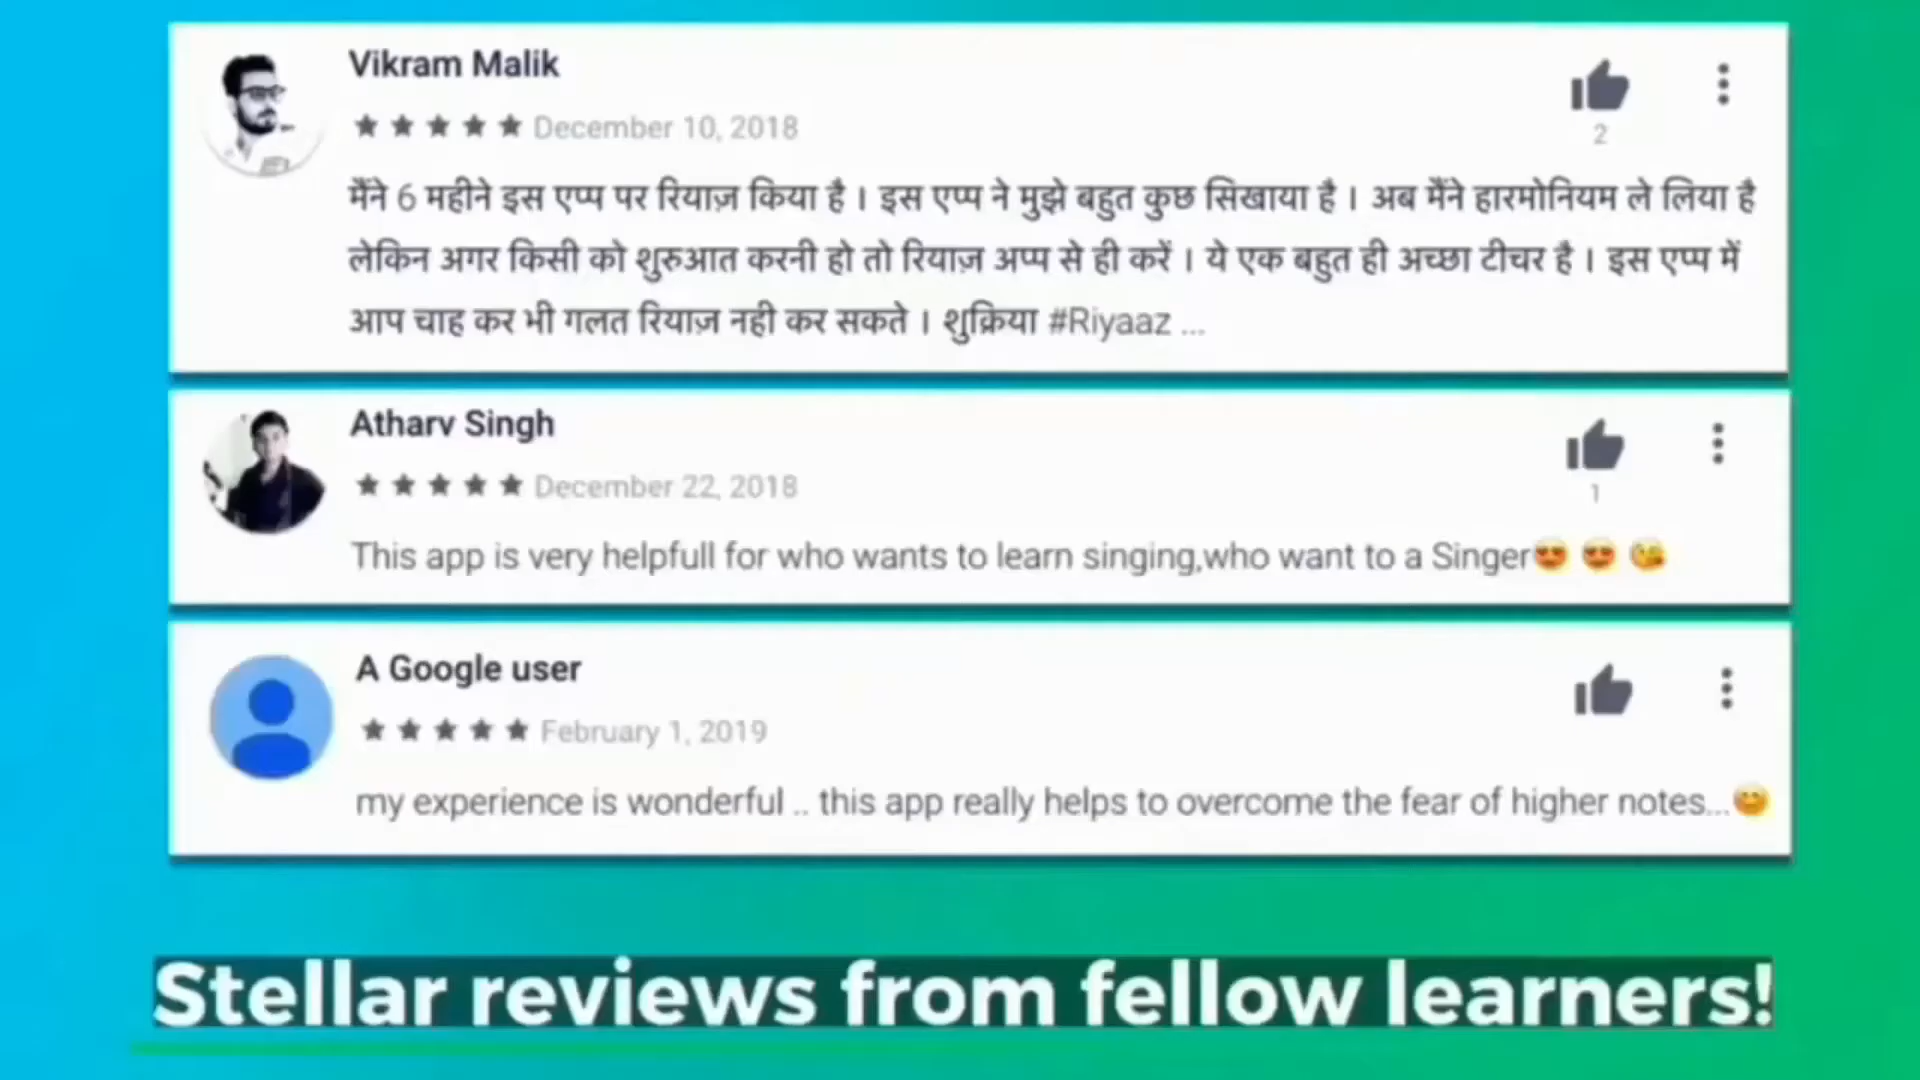 Vikram Malik
★★★★★ December 10, 2018
2
मैंने 6 महीने इस एप्प पर रियाज़ किया है । इस एप्प ने मुझे बहुत कुछ सिखाया है । अब मैंने हारमोनियम ले लिया है
लेकिन अगर किसी को शुरुआत करनी हो तो रियाज़ अप्प से ही करें । ये एक बहुत ही अच्छा टीचर है । इस एप्प में
आप चाह कर भी गलत रियाज़ नही कर सकते । शुक्रिया #Riyaaz ...
Atharv Singh
★★★★★ December 22, 2018
1
This app is very helpfull for who wants to learn singing,who want to a Singer😍 😍 😘
A Google user
★★★★★ February 1, 2019
my experience is wonderful .. this app really helps to overcome the fear of higher notes...😊
Stellar reviews from fellow learners!